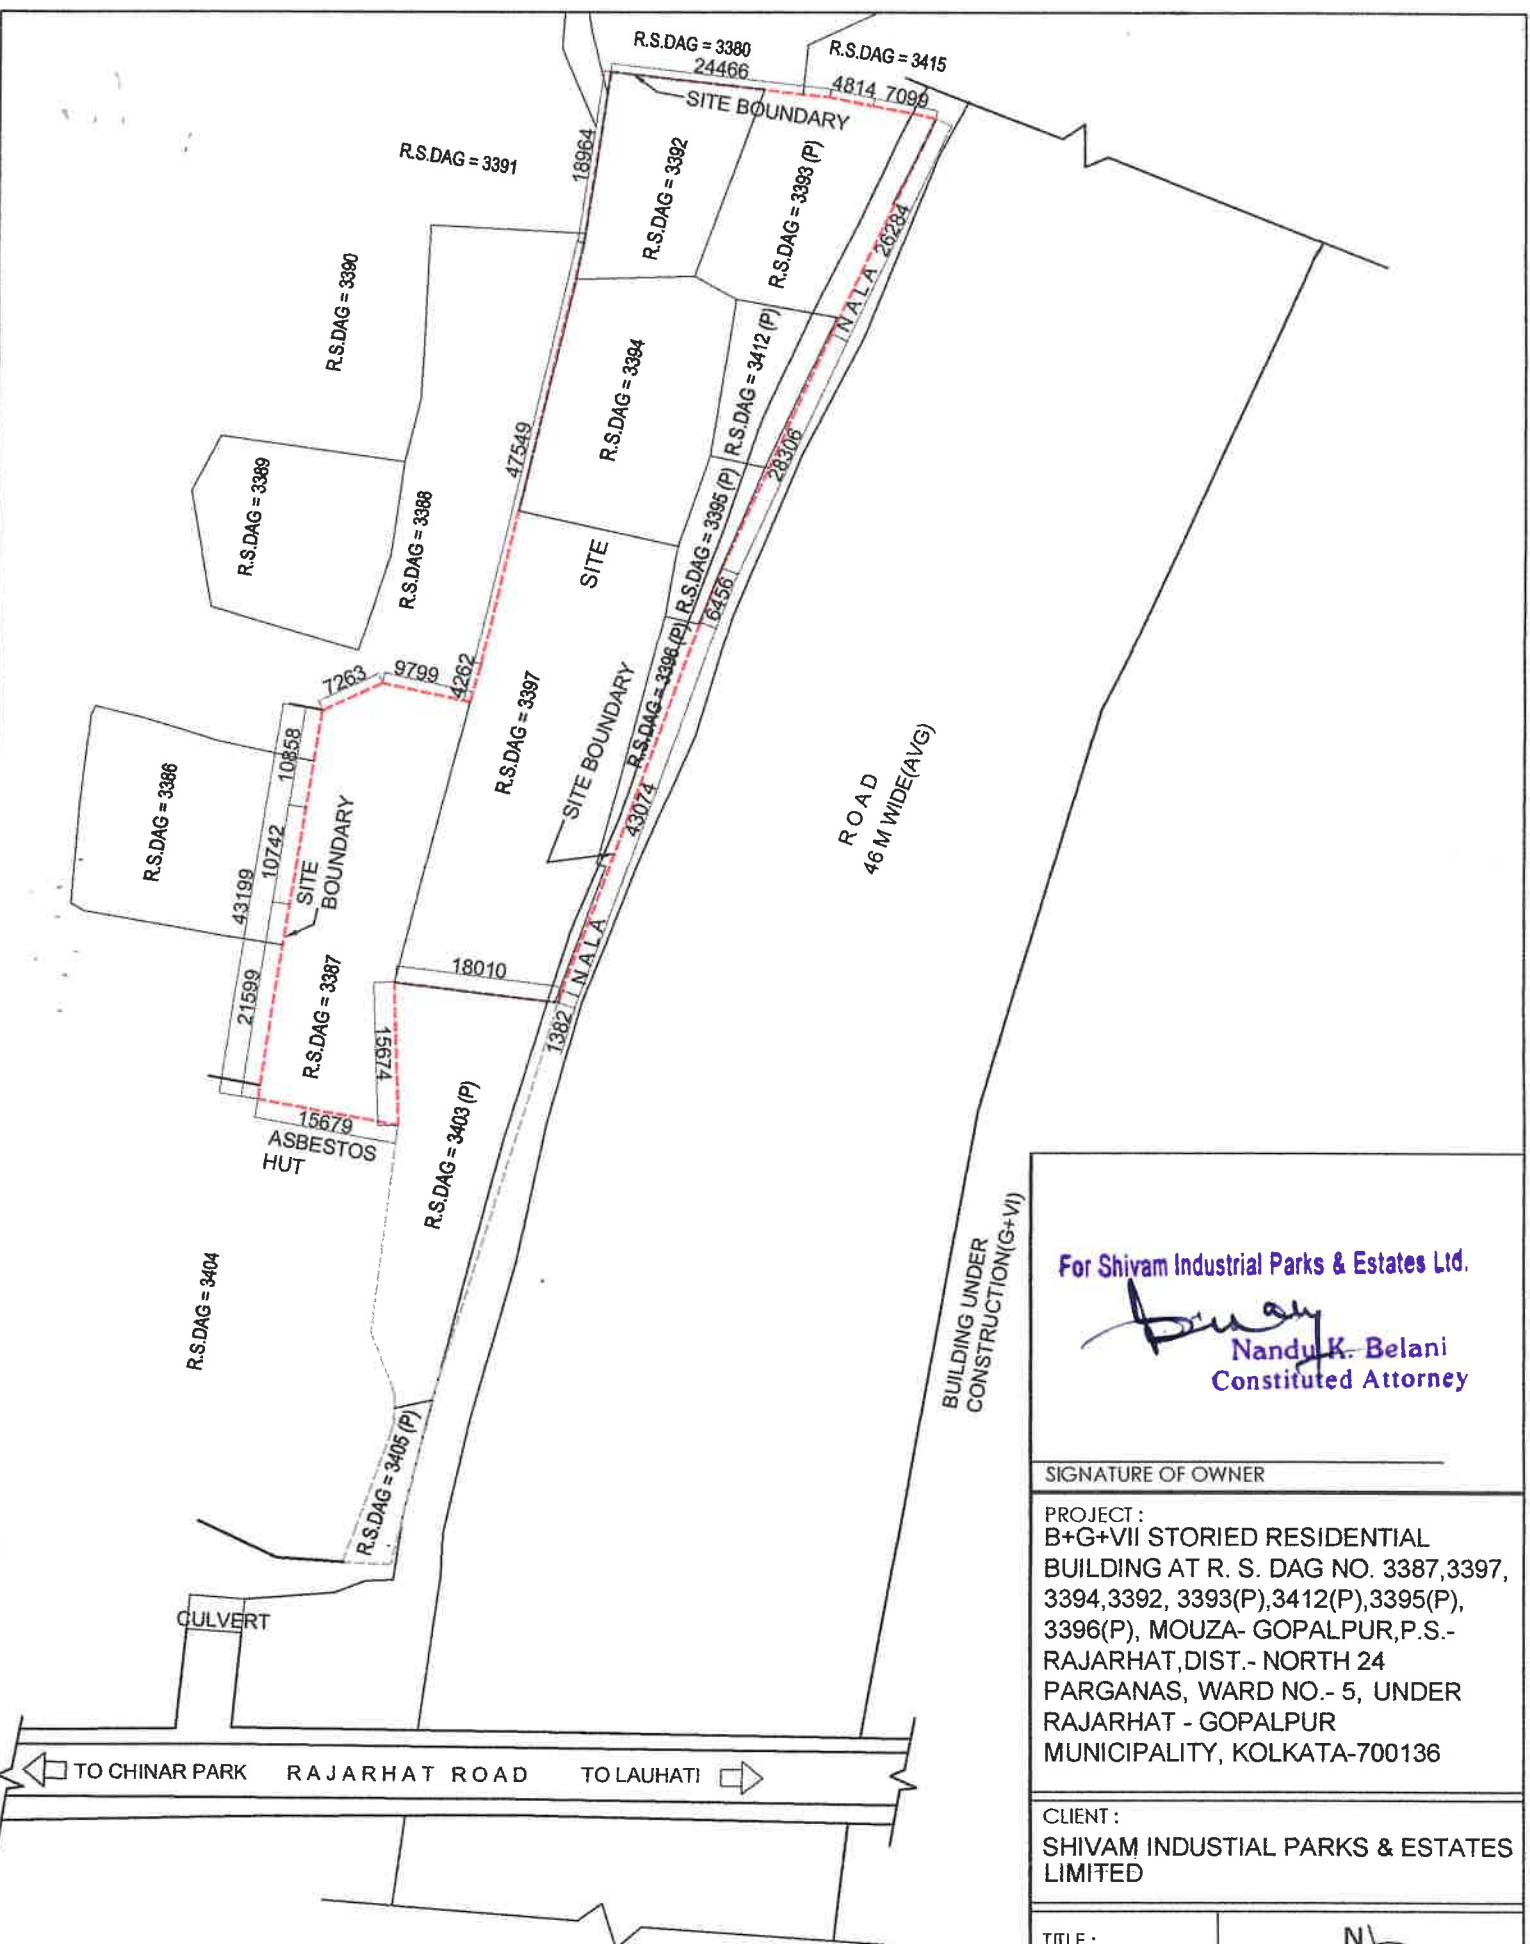 R.S.DAG = 3380
R.S.DAG = 3415
24466
4814
7099
SITE BOUNDARY
R.S.DAG = 3391
18964
R.S.DAG = 3392
R.S.DAG = 3393 (P)
26284
NALA
R.S.DAG = 3390
R.S.DAG = 3394
R.S.DAG = 3412 (P)
47549
28306
R.S.DAG = 3389
R.S.DAG = 3388
R.S.DAG = 3395 (P)
SITE
6456
R.S.DAG = 3396 (P)
7263
9799
4262
R.S.DAG = 3397
SITE BOUNDARY
10858
R.S.DAG = 3386
43074
ROAD
46 M WIDE(AVG)
10742
SITE
BOUNDARY
43199
21599
R.S.DAG = 3387
18010
NALA
1382
15674
15679
ASBESTOS
HUT
R.S.DAG = 3403 (P)
R.S.DAG = 3404
BUILDING UNDER
CONSTRUCTION(G+VI)
R.S.DAG = 3405 (P)
CULVERT
TO CHINAR PARK
RAJARHAT ROAD
TO LAUHATI
For Shivam Industrial Parks & Estates Ltd.
Nandu K. Belani
Constituted Attorney
SIGNATURE OF OWNER
PROJECT :
B+G+VII STORIED RESIDENTIAL
BUILDING AT R. S. DAG NO. 3387,3397,
3394,3392, 3393(P),3412(P),3395(P),
3396(P), MOUZA- GOPALPUR,P.S.-
RAJARHAT,DIST.- NORTH 24
PARGANAS, WARD NO.- 5, UNDER
RAJARHAT - GOPALPUR
MUNICIPALITY, KOLKATA-700136
CLIENT :
SHIVAM INDUSTIAL PARKS & ESTATES
LIMITED
TITLE :
N